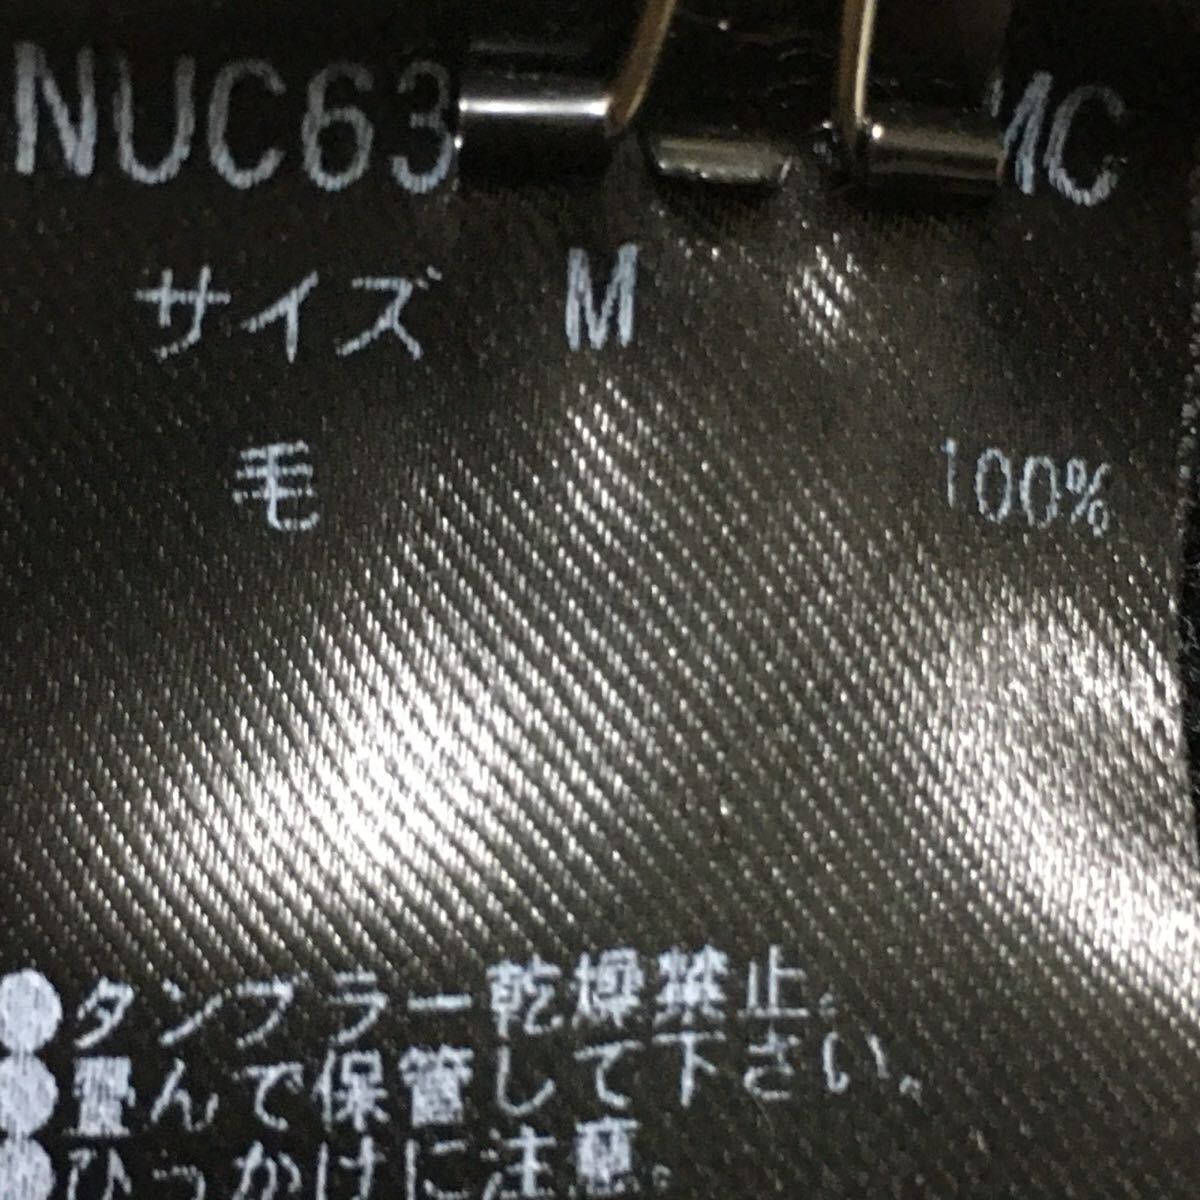 NUC63
サイズ M
毛 100%
●タンブラー乾燥禁止。
●畳んで保管して下さい。
●ひっかけに注意。